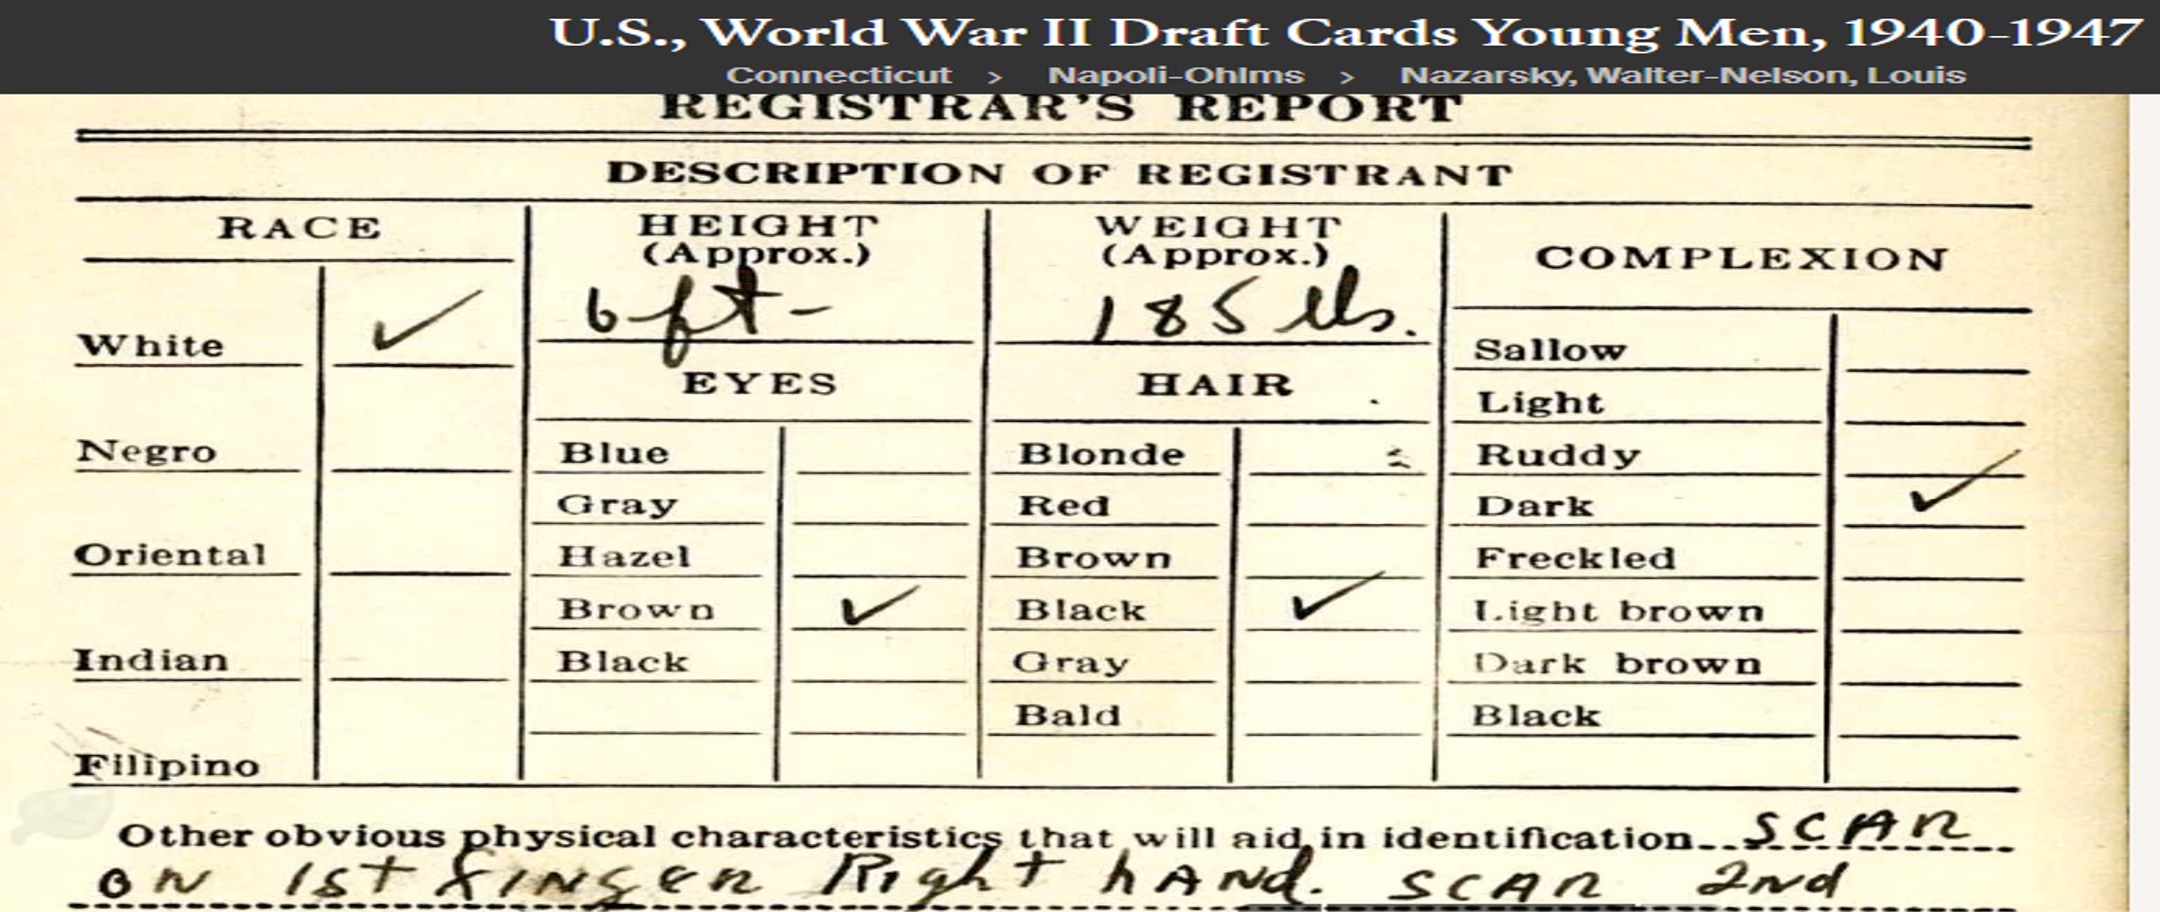 U.S., World War II Draft Cards Young Men, 1940-1947
Connecticut > Napoli-Ohlms > Nazarsky, Walter-Nelson, Louis
REGISTRAR'S REPORT
DESCRIPTION OF REGISTRANT
RACE
White ✓
Negro
Oriental
Indian
Filipino
HEIGHT
(Approx.)
6 ft-
EYES
Blue
Gray
Hazel
Brown ✓
Black
WEIGHT
(Approx.)
185 lbs.
HAIR
Blonde
Red
Brown
Black ✓
Gray
Bald
COMPLEXION
Sallow
Light
Ruddy
Dark ✓
Freckled
Light brown
Dark brown
Black
Other obvious physical characteristics that will aid in identification SCAR
ON 1ST FINGER Right hANd. SCAR 2nd